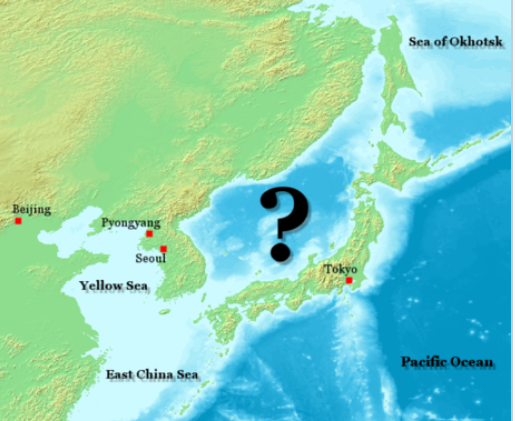 Sea of Okhotsk
Beijing
Pyongyang
?
Seoul
Tokyo
Yellow Sea
Pacific Ocean
East China Sea